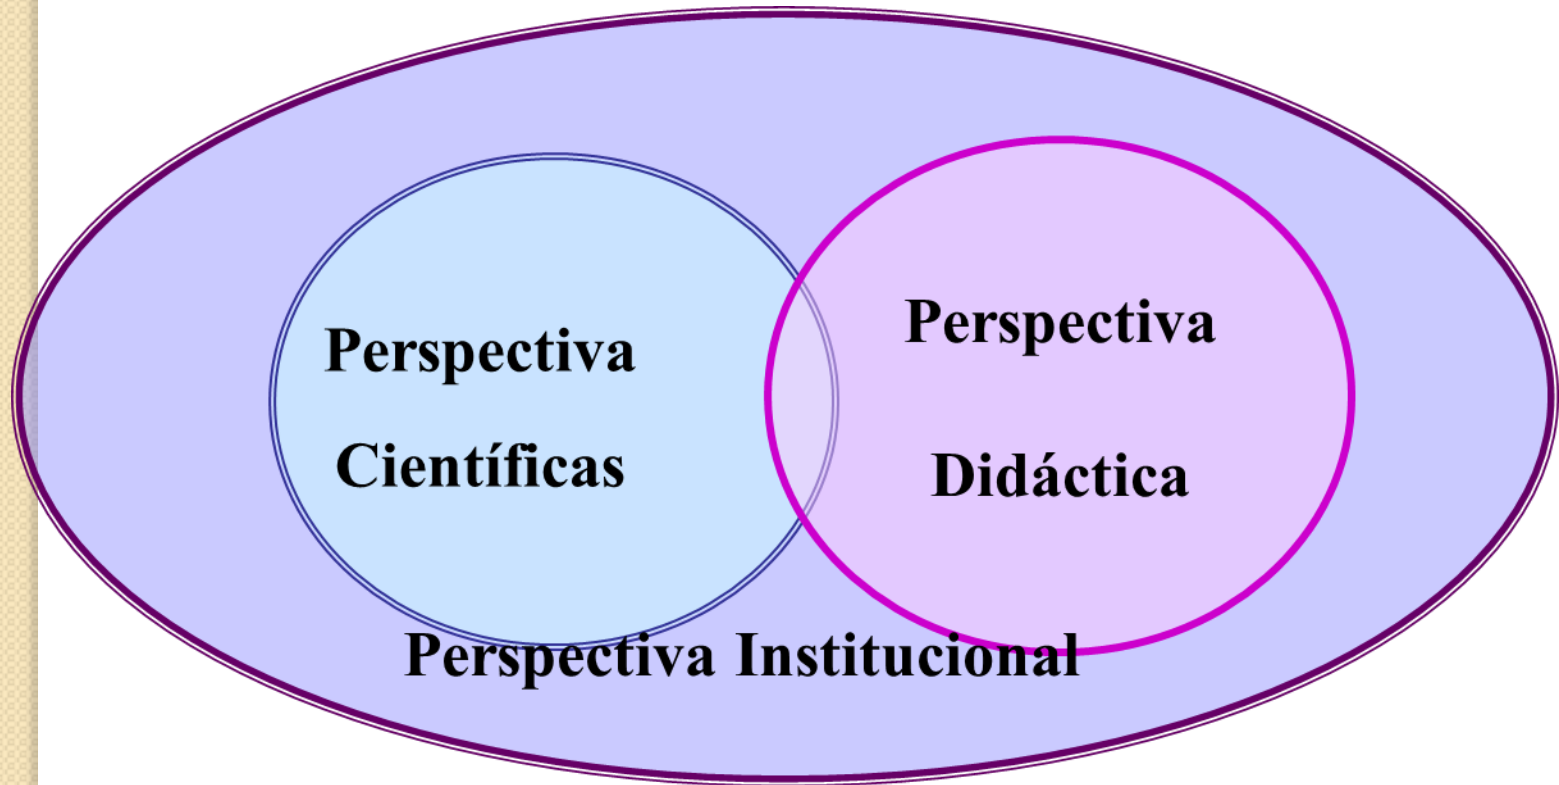 Perspectiva
Científicas
Perspectiva
Didáctica
Perspectiva Institucional